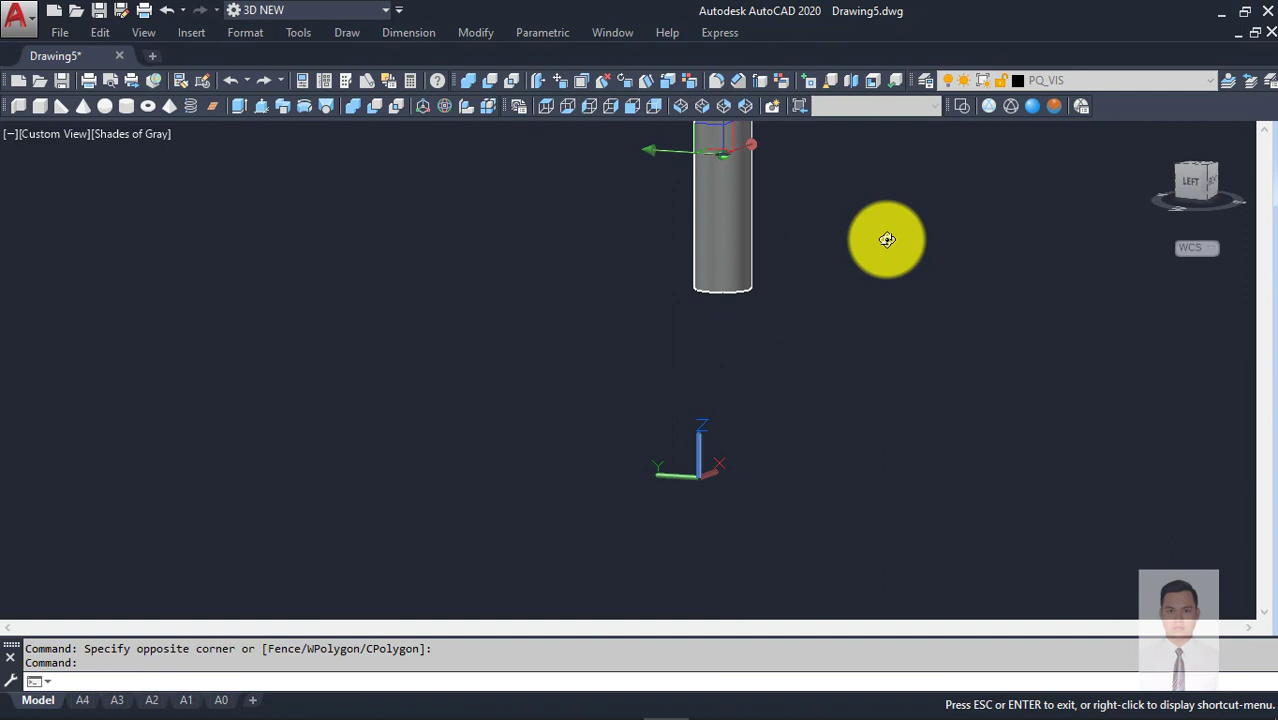 3D NEW
Autodesk AutoCAD 2020 Drawing5.dwg
File Edit View Insert Format Tools Draw Dimension Modify Parametric Window Help Express
Drawing5*
PQ_VIS
[−][Custom View][Shades of Gray]
LEFT
WCS
Z
Y
X
Command: Specify opposite corner or [Fence/WPolygon/CPolygon]:
Command:
Model A4 A3 A2 A1 A0
Press ESC or ENTER to exit, or right-click to display shortcut-menu.